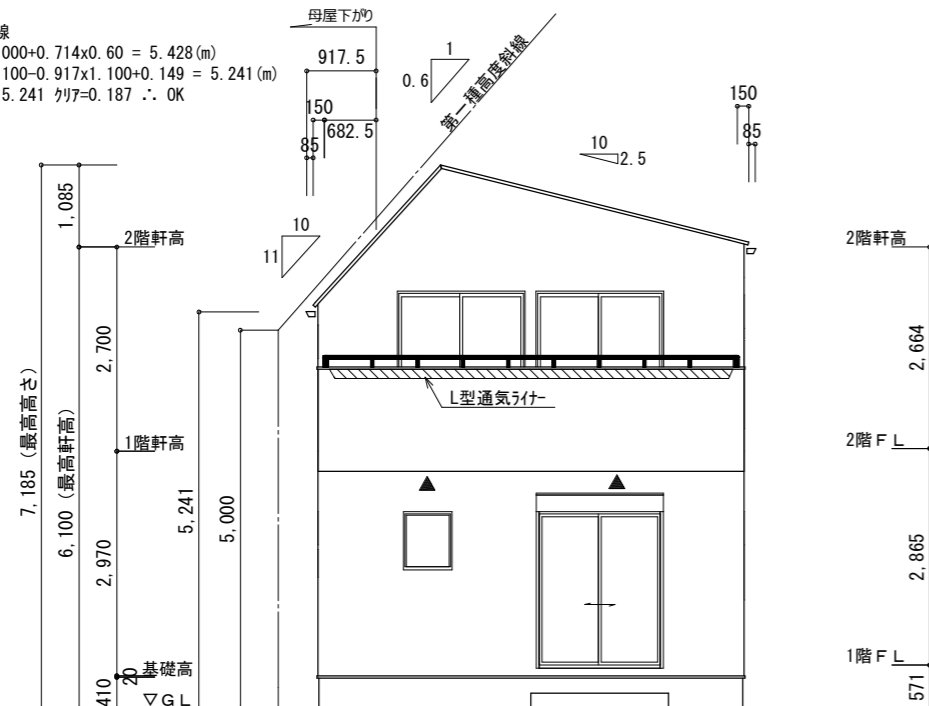 線
000+0.714x0.60 = 5.428(m)
100-0.917x1.100+0.149 = 5.241(m)
5.241 クリア=0.187 ∴ OK
母屋下がり
917.5
150
682.5
85
1
0.6
第一種高度斜線
10
2.5
150
85
10
11
1,085
2階軒高
2階軒高
2,700
2,664
7,185 (最高高さ)
6,100 (最高軒高)
L型通気ライナー
1階軒高
2階FL
5,241
5,000
2,970
2,865
20
基礎高
1階FL
410
▽GL
571